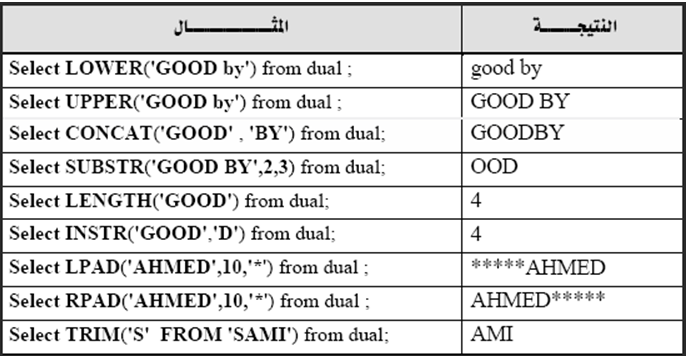 المثـــــــــال النتيجـــــة
Select LOWER('GOOD by') from dual ; good by
Select UPPER('GOOD by') from dual ; GOOD BY
Select CONCAT('GOOD' , 'BY') from dual; GOODBY
Select SUBSTR('GOOD BY',2,3) from dual; OOD
Select LENGTH('GOOD') from dual; 4
Select INSTR('GOOD','D') from dual; 4
Select LPAD('AHMED',10,'*') from dual ; *****AHMED
Select RPAD('AHMED',10,'*') from dual ; AHMED*****
Select TRIM('S' FROM 'SAMI') from dual; AMI